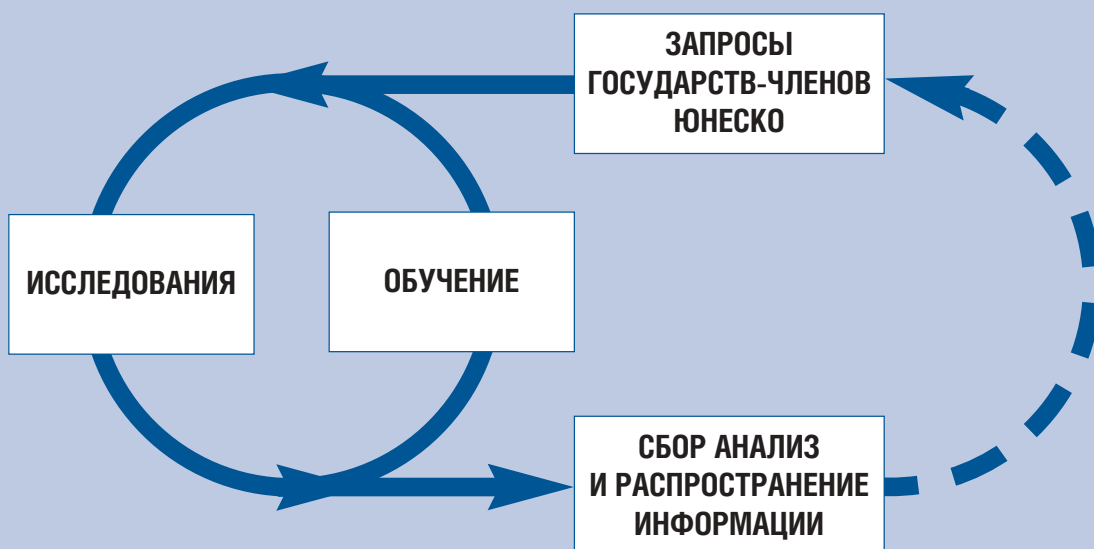 ЗАПРОСЫ
ГОСУДАРСТВ-ЧЛЕНОВ
ЮНЕСКО
ИССЛЕДОВАНИЯ
ОБУЧЕНИЕ
СБОР АНАЛИЗ
И РАСПРОСТРАНЕНИЕ
ИНФОРМАЦИИ